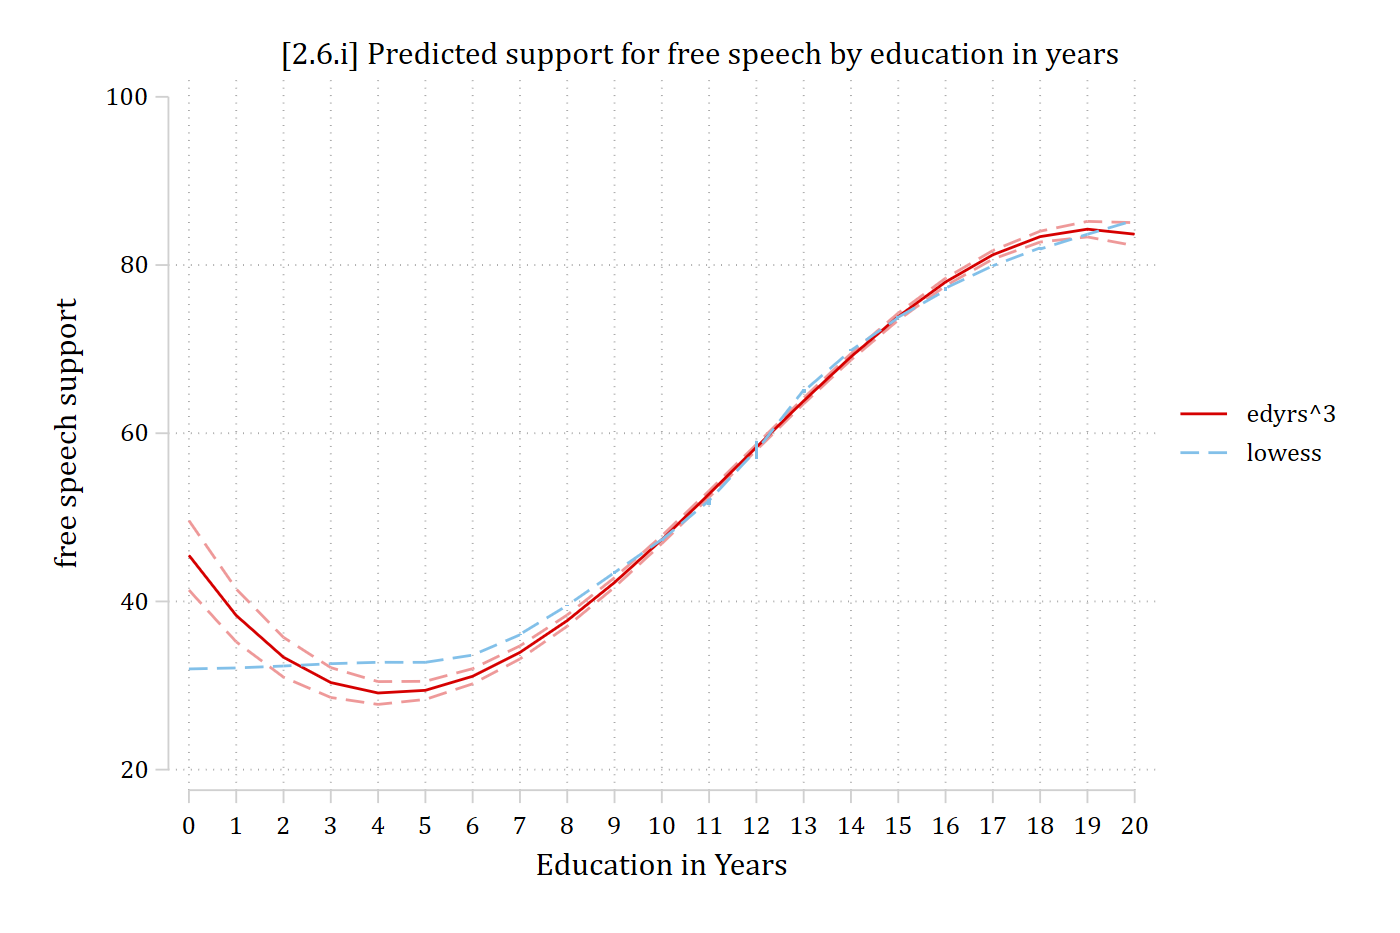 [2.6.i] Predicted support for free speech by education in years
100
80
60
40
20
free speech support
0 1 2 3 4 5 6 7 8 9 10 11 12 13 14 15 16 17 18 19 20
Education in Years
edyrs^3
lowess